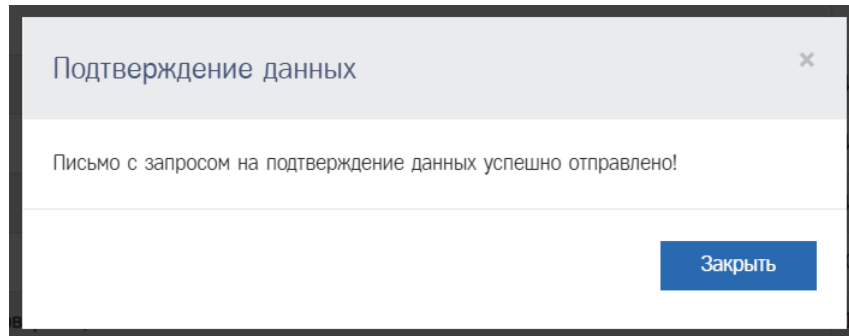 Подтверждение данных
Письмо с запросом на подтверждение данных успешно отправлено!
Закрыть